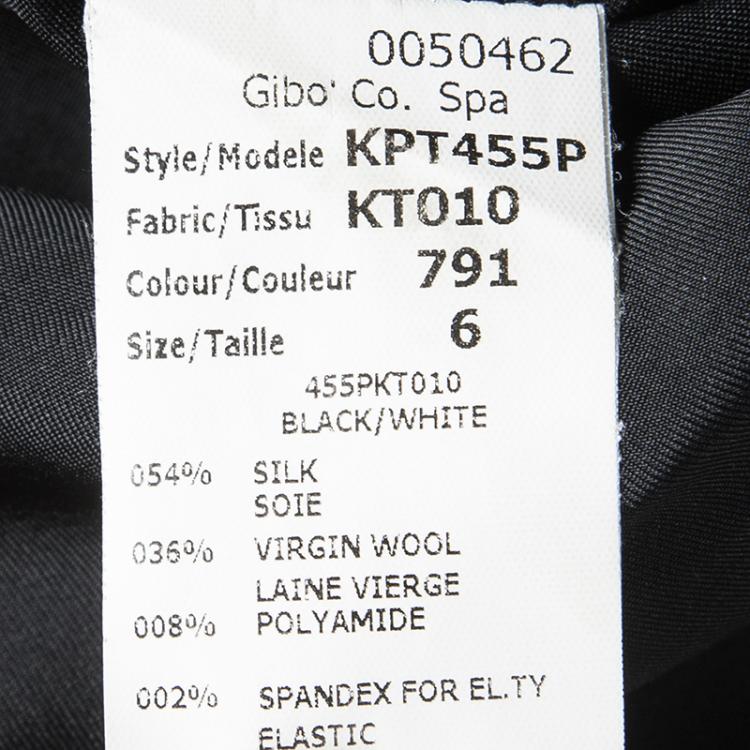 0050462
Gibo' Co. Spa
Style/Modele KPT455P
Fabric/Tissu KT010
Colour/Couleur 791
Size/Taille 6
455PKT010
BLACK/WHITE
054% SILK
SOIE
036% VIRGIN WOOL
LAINE VIERGE
008% POLYAMIDE
002% SPANDEX FOR EL.TY
ELASTIC